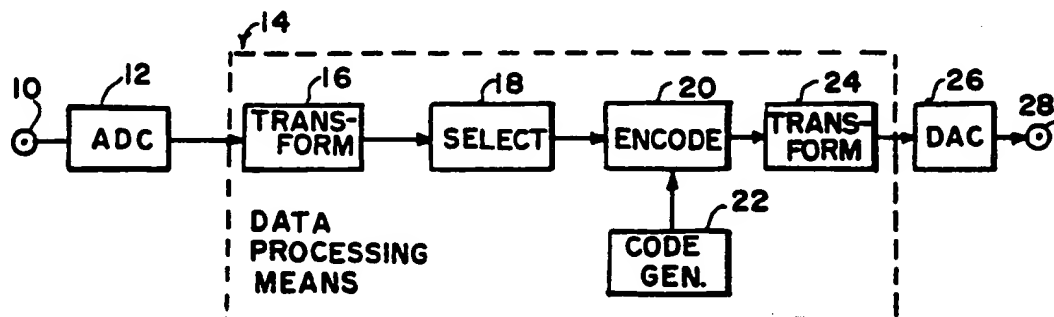 14
10
12
16
18
20
24
26
28
ADC
TRANS-
FORM
SELECT
ENCODE
TRANS-
FORM
DAC
22
CODE
GEN.
DATA
PROCESSING
MEANS